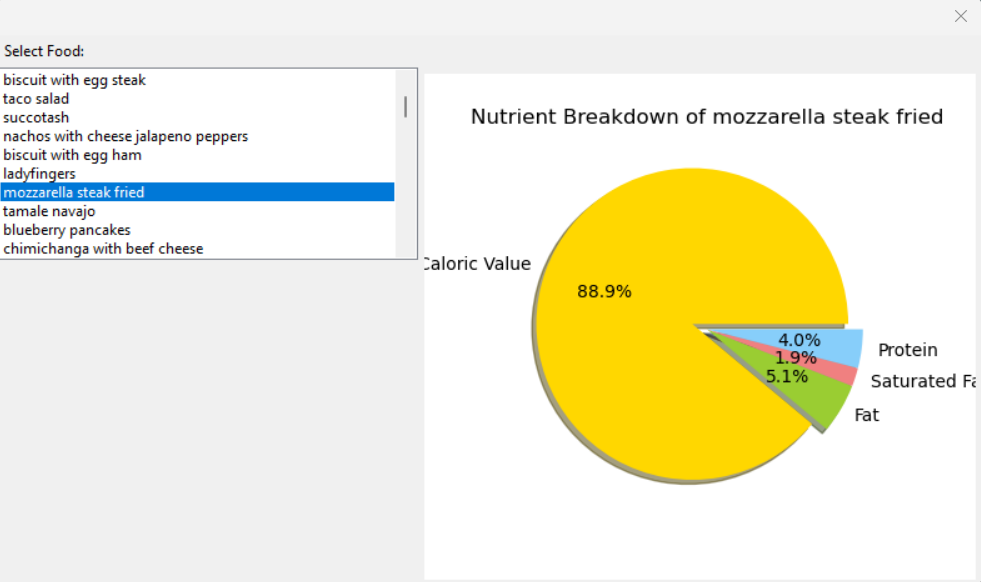 Select Food:
biscuit with egg steak
taco salad
succotash
nachos with cheese jalapeno peppers
biscuit with egg ham
ladyfingers
mozzarella steak fried
tamale navajo
blueberry pancakes
chimichanga with beef cheese
Nutrient Breakdown of mozzarella steak fried
Caloric Value
88.9%
4.0%
Protein
1.9%
Saturated Fa
5.1%
Fat